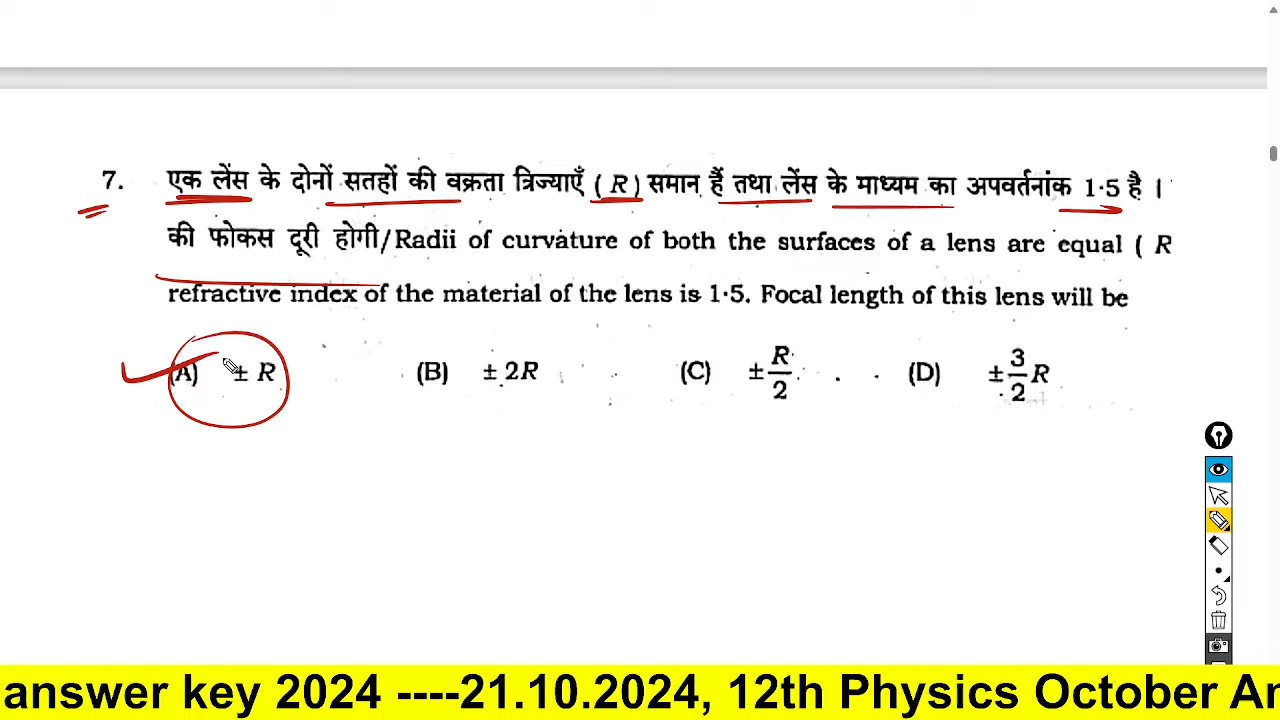 7. एक लेंस के दोनों सतहों की वक्रता त्रिज्याएँ ( R ) समान हैं तथा लेंस के माध्यम का अपवर्तनांक 1·5 है ।
की फोकस दूरी होगी/Radii of curvature of both the surfaces of a lens are equal ( R
refractive index of the material of the lens is 1·5. Focal length of this lens will be
(A) ± R (B) ± 2R (C) ± R/2 (D) ± 3/2 R
answer key 2024 ----21.10.2024, 12th Physics October An